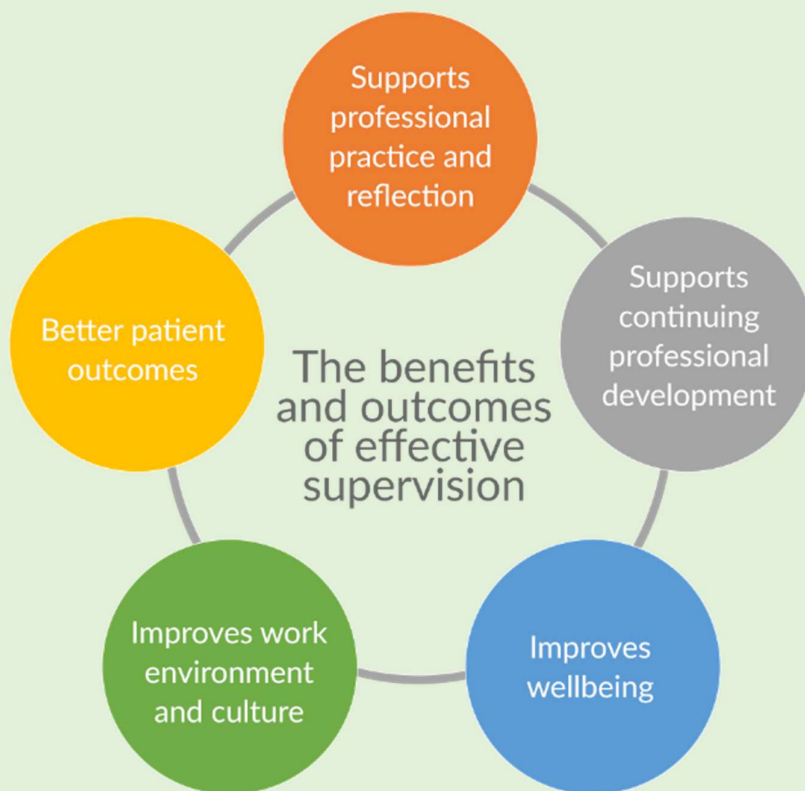 Supports
professional
practice and
reflection
Supports
continuing
professional
development
Improves
wellbeing
Improves work
environment
and culture
Better patient
outcomes
The benefits
and outcomes
of effective
supervision